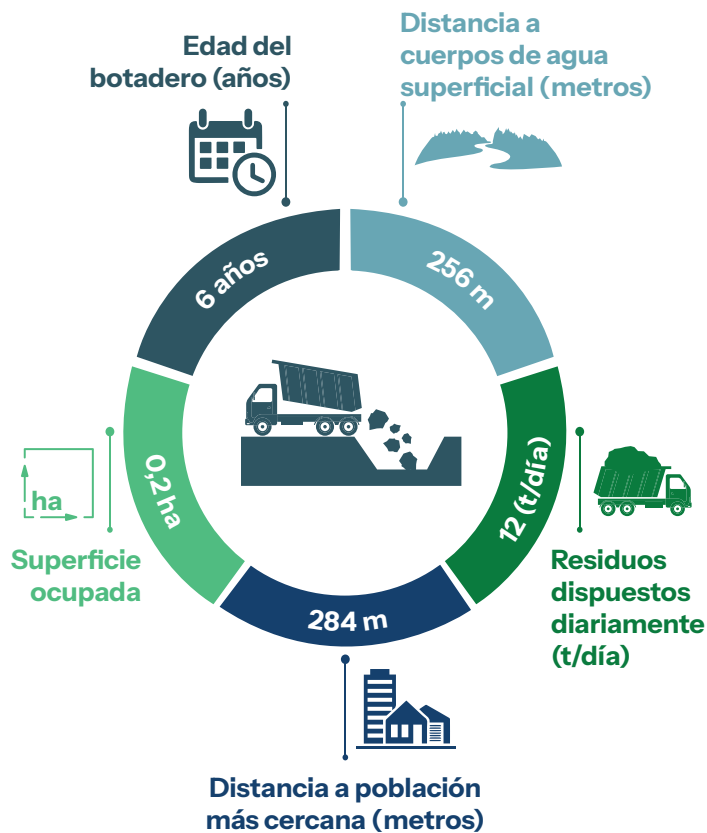 Edad del
botadero (años)
Distancia a
cuerpos de agua
superficial (metros)
6 años
256 m
0,2 ha
12 (t/día)
284 m
ha
Superficie
ocupada
Residuos
dispuestos
diariamente
(t/día)
Distancia a población
más cercana (metros)